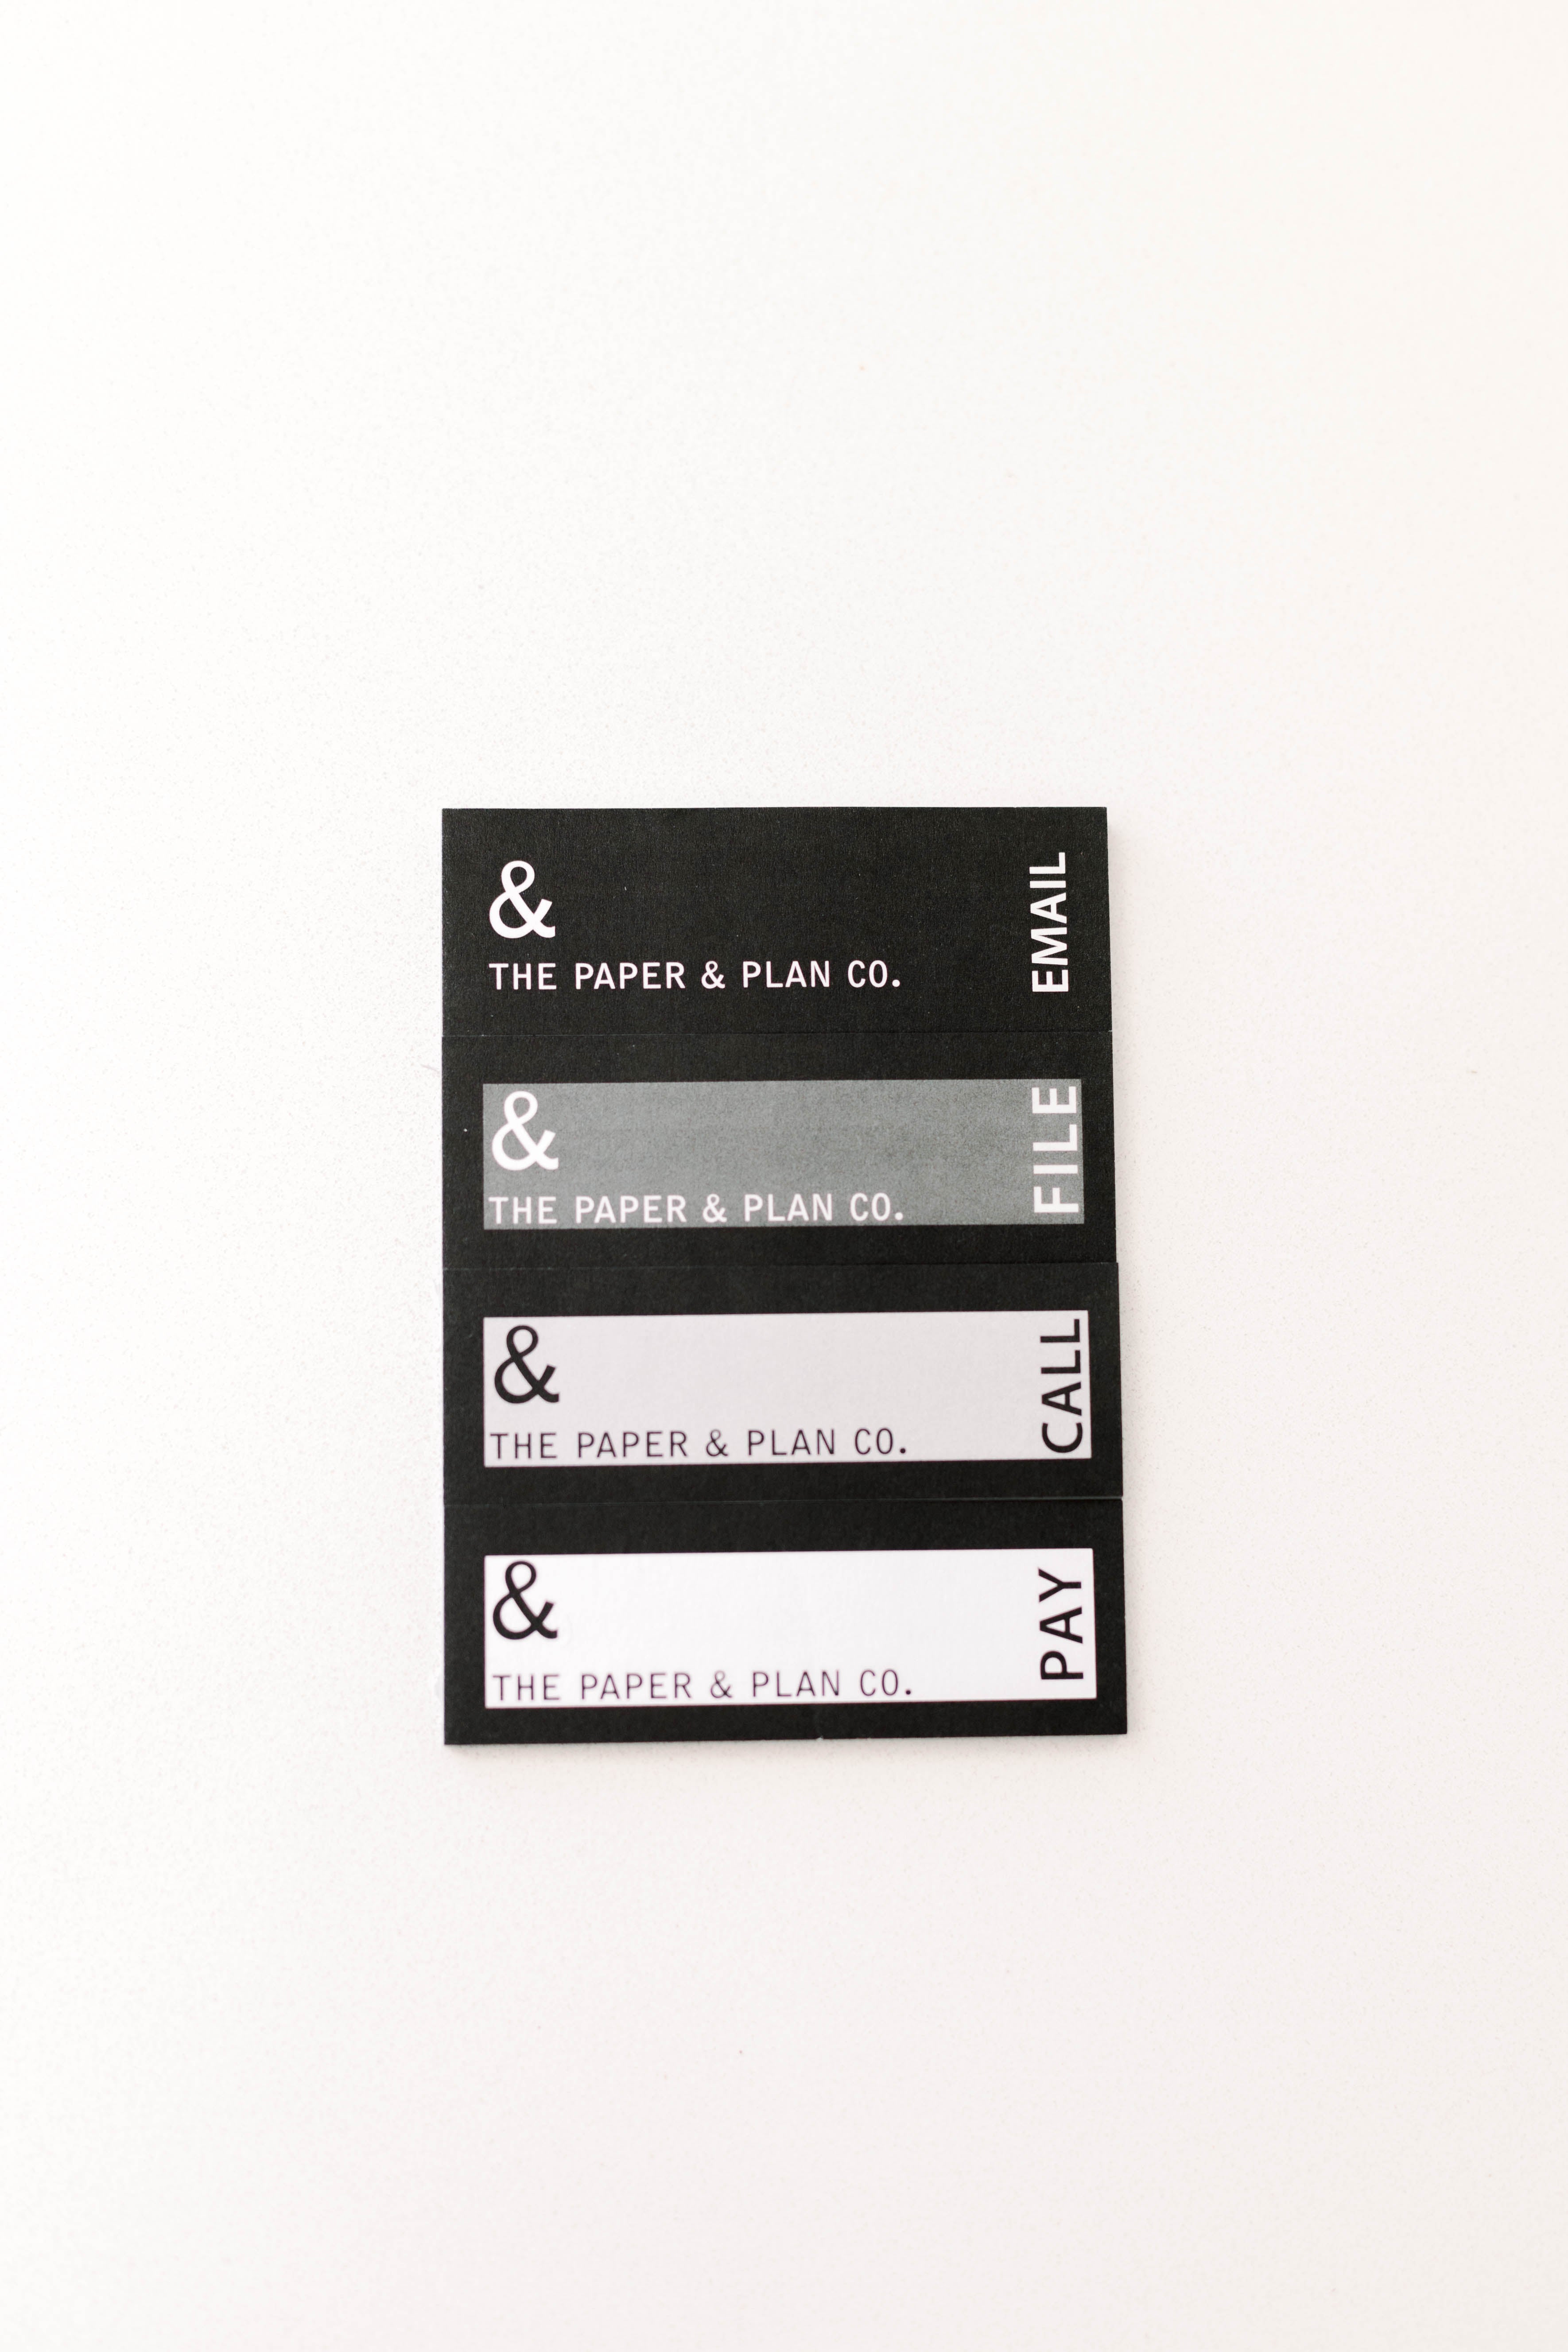 &
THE PAPER & PLAN CO.
EMAIL
&
THE PAPER & PLAN CO.
FILE
&
THE PAPER & PLAN CO.
CALL
&
THE PAPER & PLAN CO.
PAY